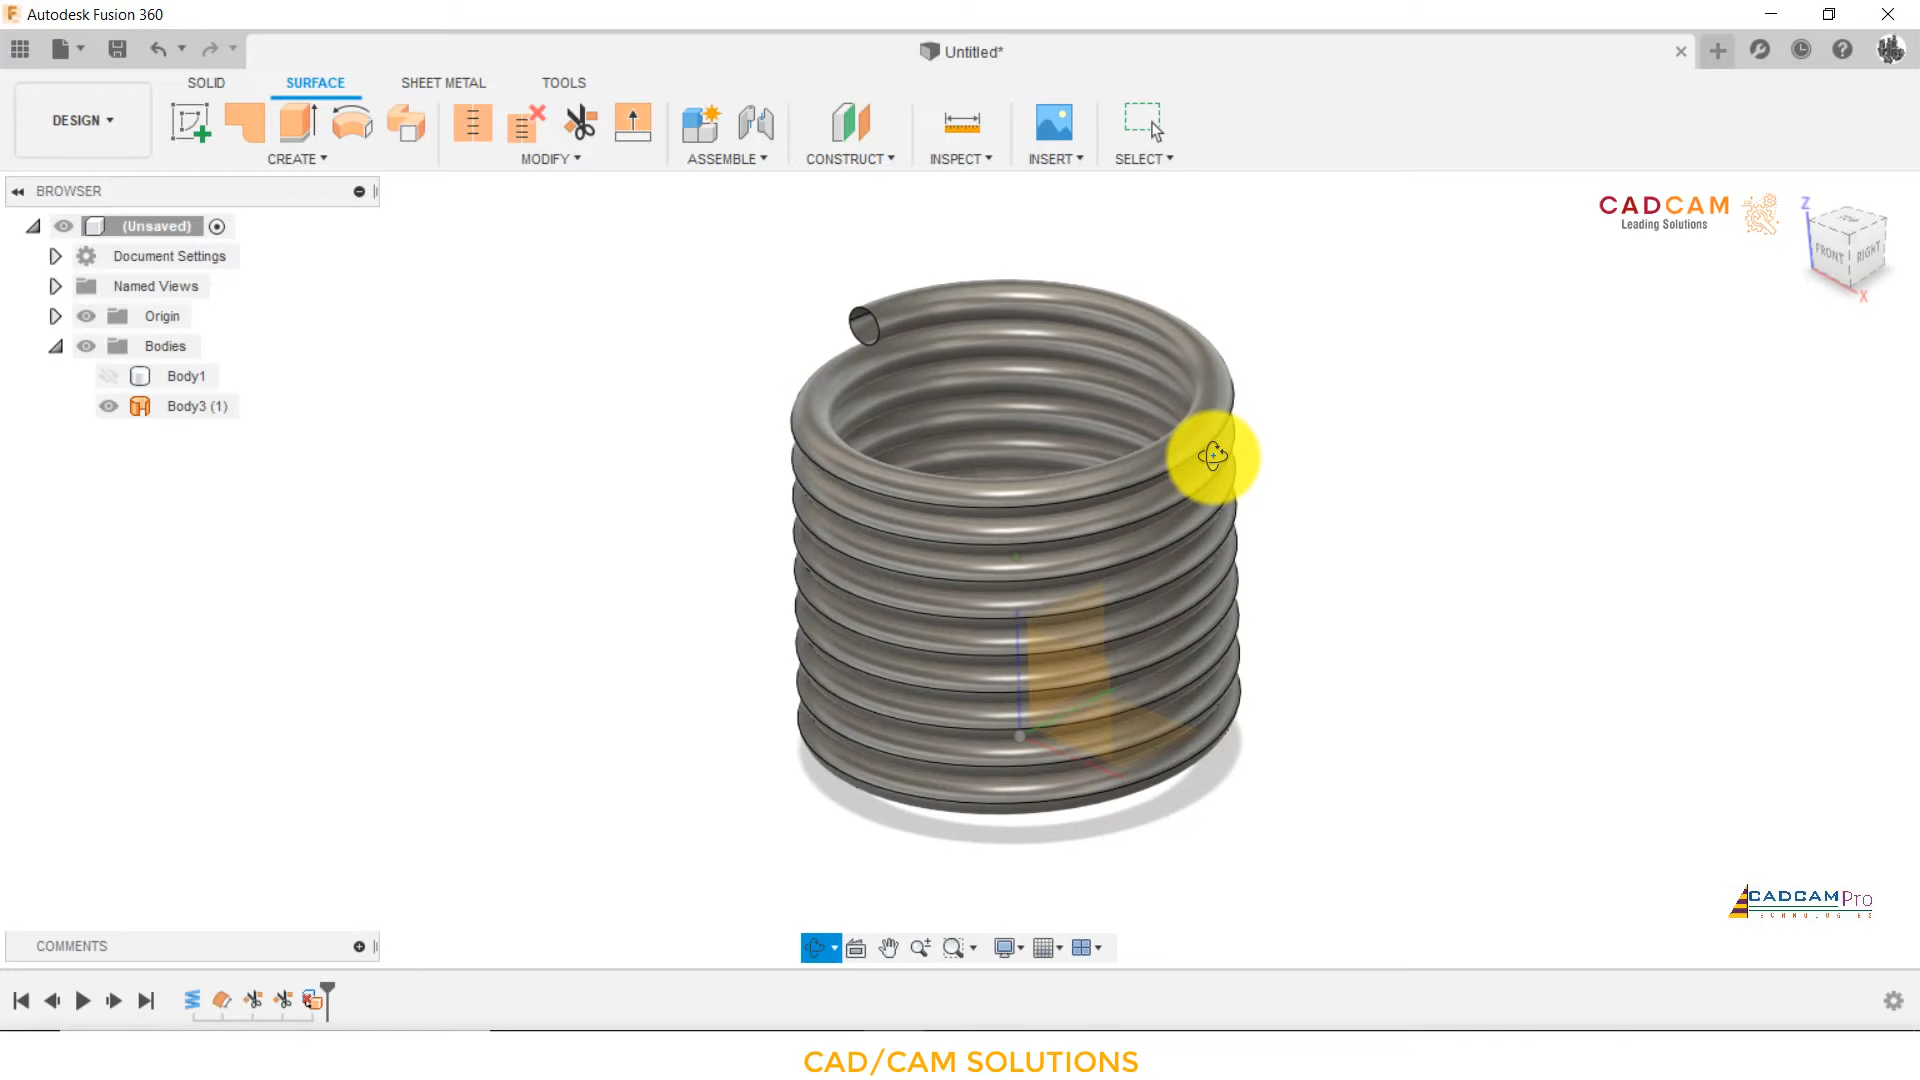 Autodesk Fusion 360
Untitled*
SOLID SURFACE SHEET METAL TOOLS
DESIGN
CREATE MODIFY ASSEMBLE CONSTRUCT INSPECT INSERT SELECT
BROWSER
(Unsaved)
Document Settings
Named Views
Origin
Bodies
Body1
Body3 (1)
CADCAM
Leading Solutions
Z
TOP
FRONT RIGHT
X
CADCAMPro
TECHNOLOGIES
COMMENTS
CAD/CAM SOLUTIONS